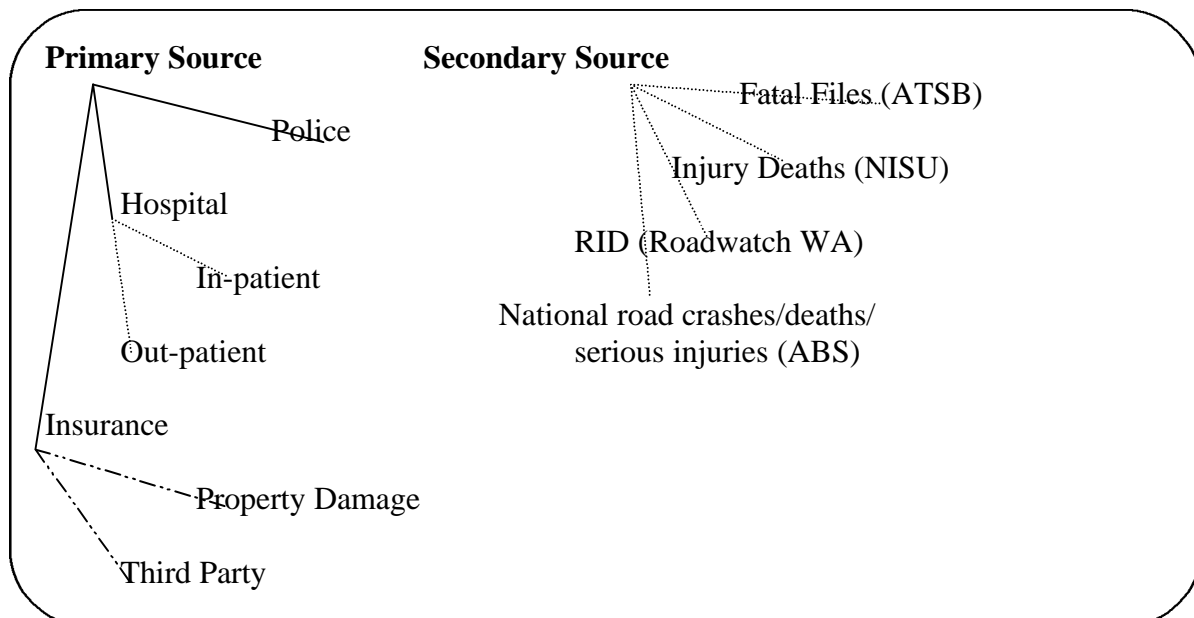 Primary Source
Secondary Source
Fatal Files (ATSB)
Police
Injury Deaths (NISU)
Hospital
RID (Roadwatch WA)
In-patient
National road crashes/deaths/
serious injuries (ABS)
Out-patient
Insurance
Property Damage
Third Party